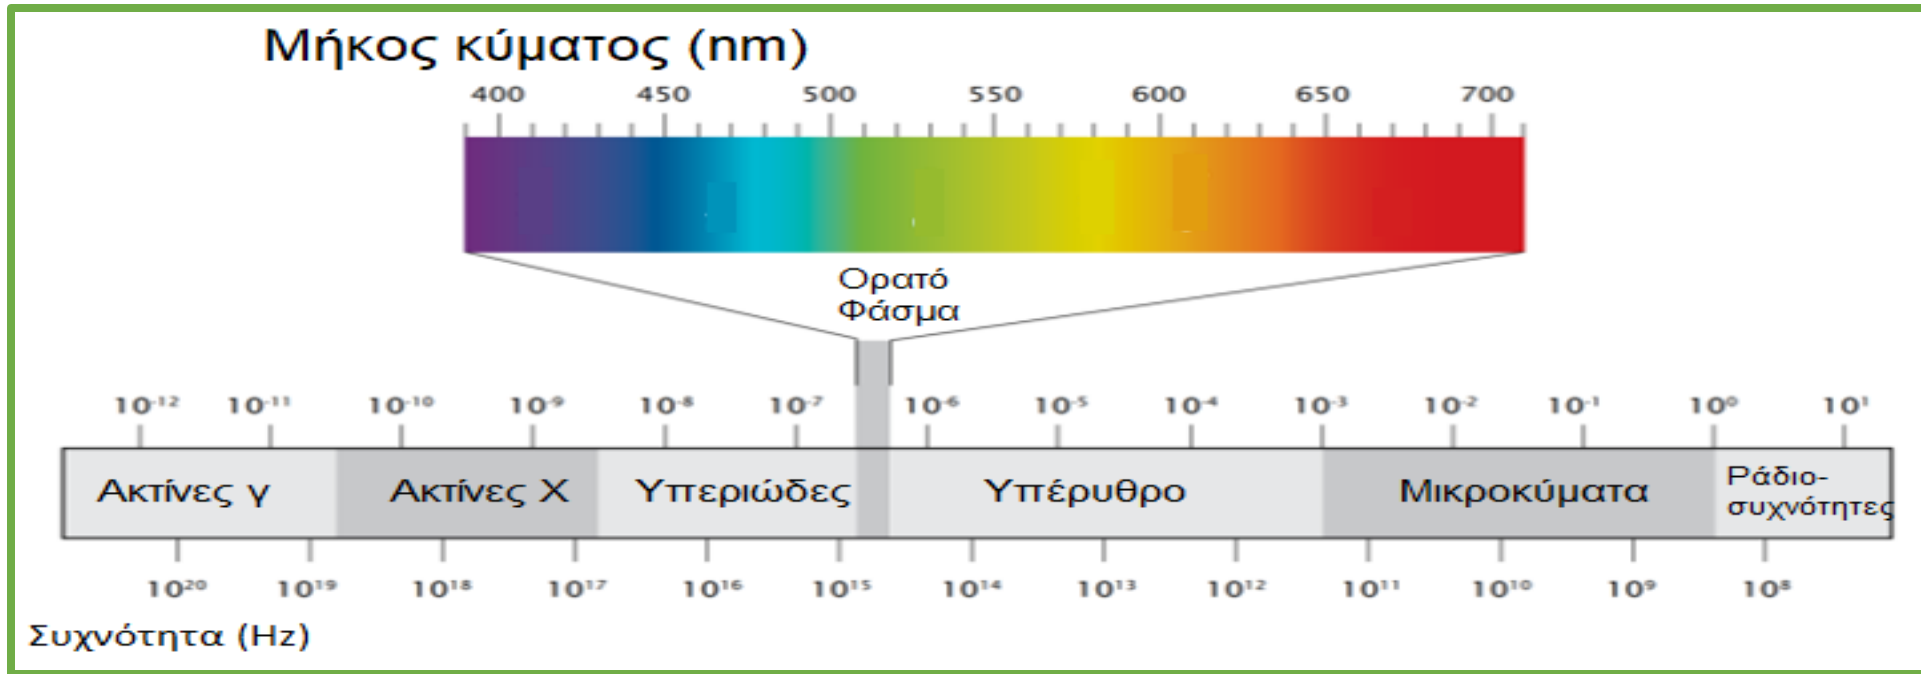 Μήκος κύματος (nm)
400 450 500 550 600 650 700
Ορατό
Φάσμα
10⁻¹² 10⁻¹¹ 10⁻¹⁰ 10⁻⁹ 10⁻⁸ 10⁻⁷ 10⁻⁶ 10⁻⁵ 10⁻⁴ 10⁻³ 10⁻² 10⁻¹ 10⁰ 10¹
Ακτίνες γ Ακτίνες Χ Υπεριώδες Υπέρυθρο Μικροκύματα Ράδιο-
συχνότητες
10²⁰ 10¹⁹ 10¹⁸ 10¹⁷ 10¹⁶ 10¹⁵ 10¹⁴ 10¹³ 10¹² 10¹¹ 10¹⁰ 10⁹ 10⁸
Συχνότητα (Hz)